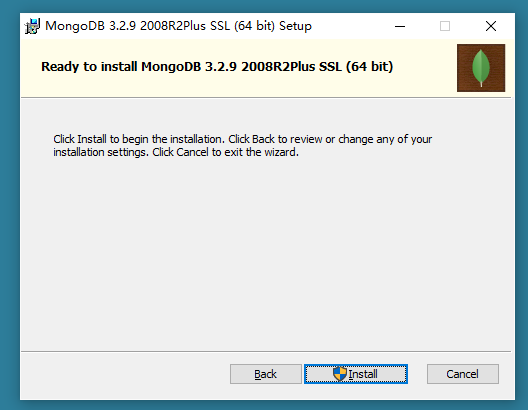 MongoDB 3.2.9 2008R2Plus SSL (64 bit) Setup
Ready to install MongoDB 3.2.9 2008R2Plus SSL (64 bit)
Click Install to begin the installation. Click Back to review or change any of your
installation settings. Click Cancel to exit the wizard.
Back Install Cancel